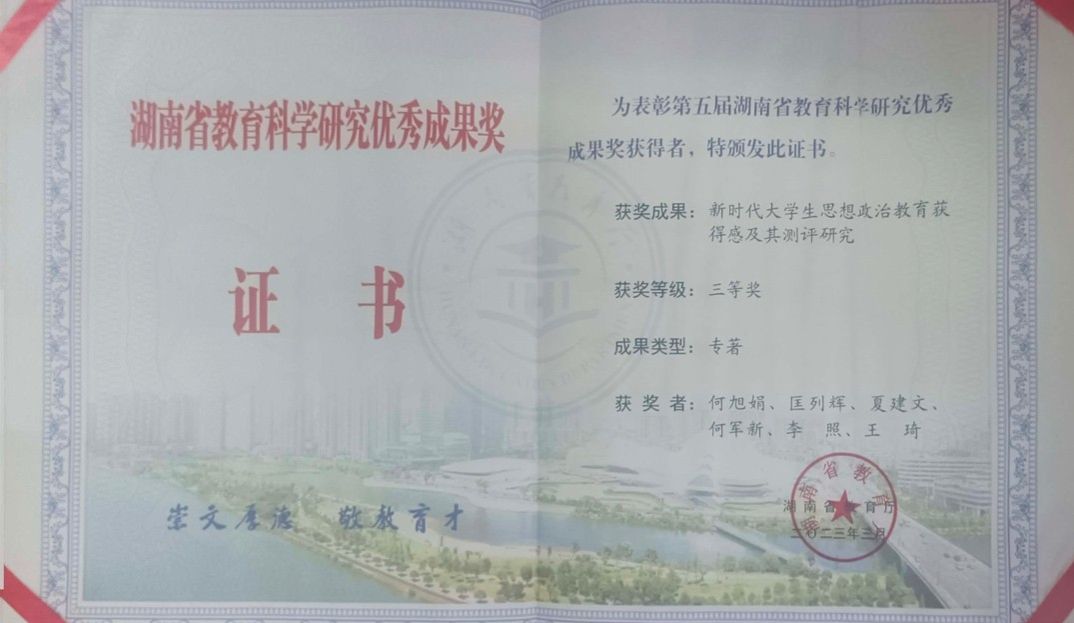 湖南省教育科学研究优秀成果奖
证 书
崇文厚德 敬教育才
为表彰第五届湖南省教育科学研究优秀
成果奖获得者，特颁发此证书。
获奖成果：新时代大学生思想政治教育获
得感及其测评研究
获奖等级：三等奖
成果类型：专著
获 奖 者：何旭娟、匡列辉、夏建文、
何军新、李 照、王 琦
湖南省教育厅
二〇二三年三月